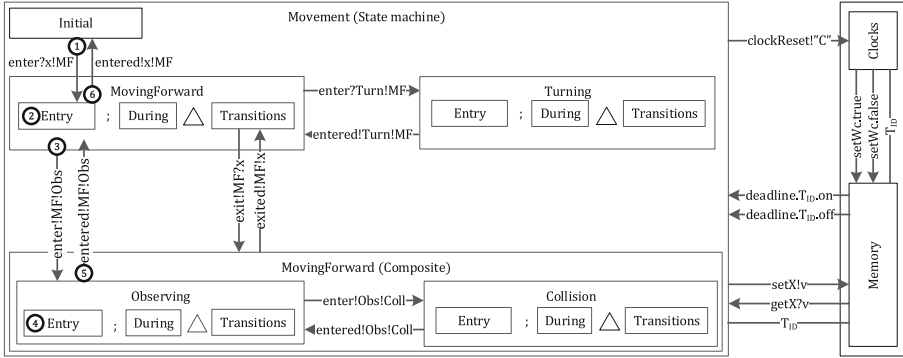 Movement (State machine)
Initial
1
enter?x!MF
entered!x!MF
6
MovingForward
2 Entry ; During △ Transitions
enter?Turn!MF
entered!Turn!MF
Turning
Entry ; During △ Transitions
3
enter!MF!Obs
entered!MF!Obs
5
exit!MF?x
exited!MF!x
MovingForward (Composite)
Observing
4 Entry ; During △ Transitions
enter!Obs!Coll
entered!Obs!Coll
Collision
Entry ; During △ Transitions
clockReset!"C"
Clocks
setWc.true
setWc.false
TID
deadline.TID.on
deadline.TID.off
Memory
setX!v
getX?v
TID